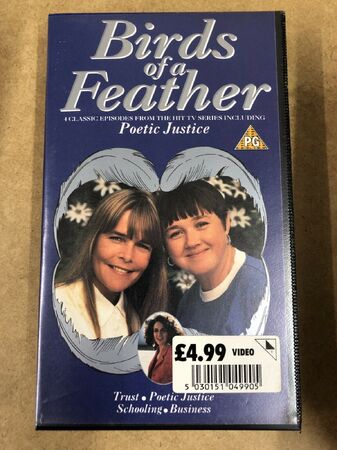 Birds
of a
Feather
4 CLASSIC EPISODES FROM THE HIT TV SERIES INCLUDING
Poetic Justice
PG
£4.99 VIDEO
5 030151 049905
Trust • Poetic Justice
Schooling • Business